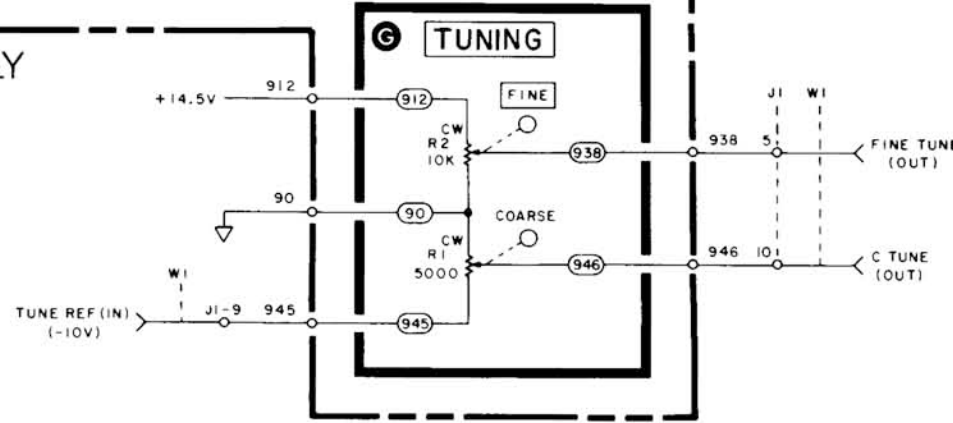 G TUNING
LY
+14.5V 912 912
FINE
CW
R2
10K
938 938 5
J1 W1
FINE TUNE
(OUT)
90 90
COARSE
CW
R1
5000
946 946 10
C TUNE
(OUT)
W1
TUNE REF (IN)
(-10V)
J1-9 945 945